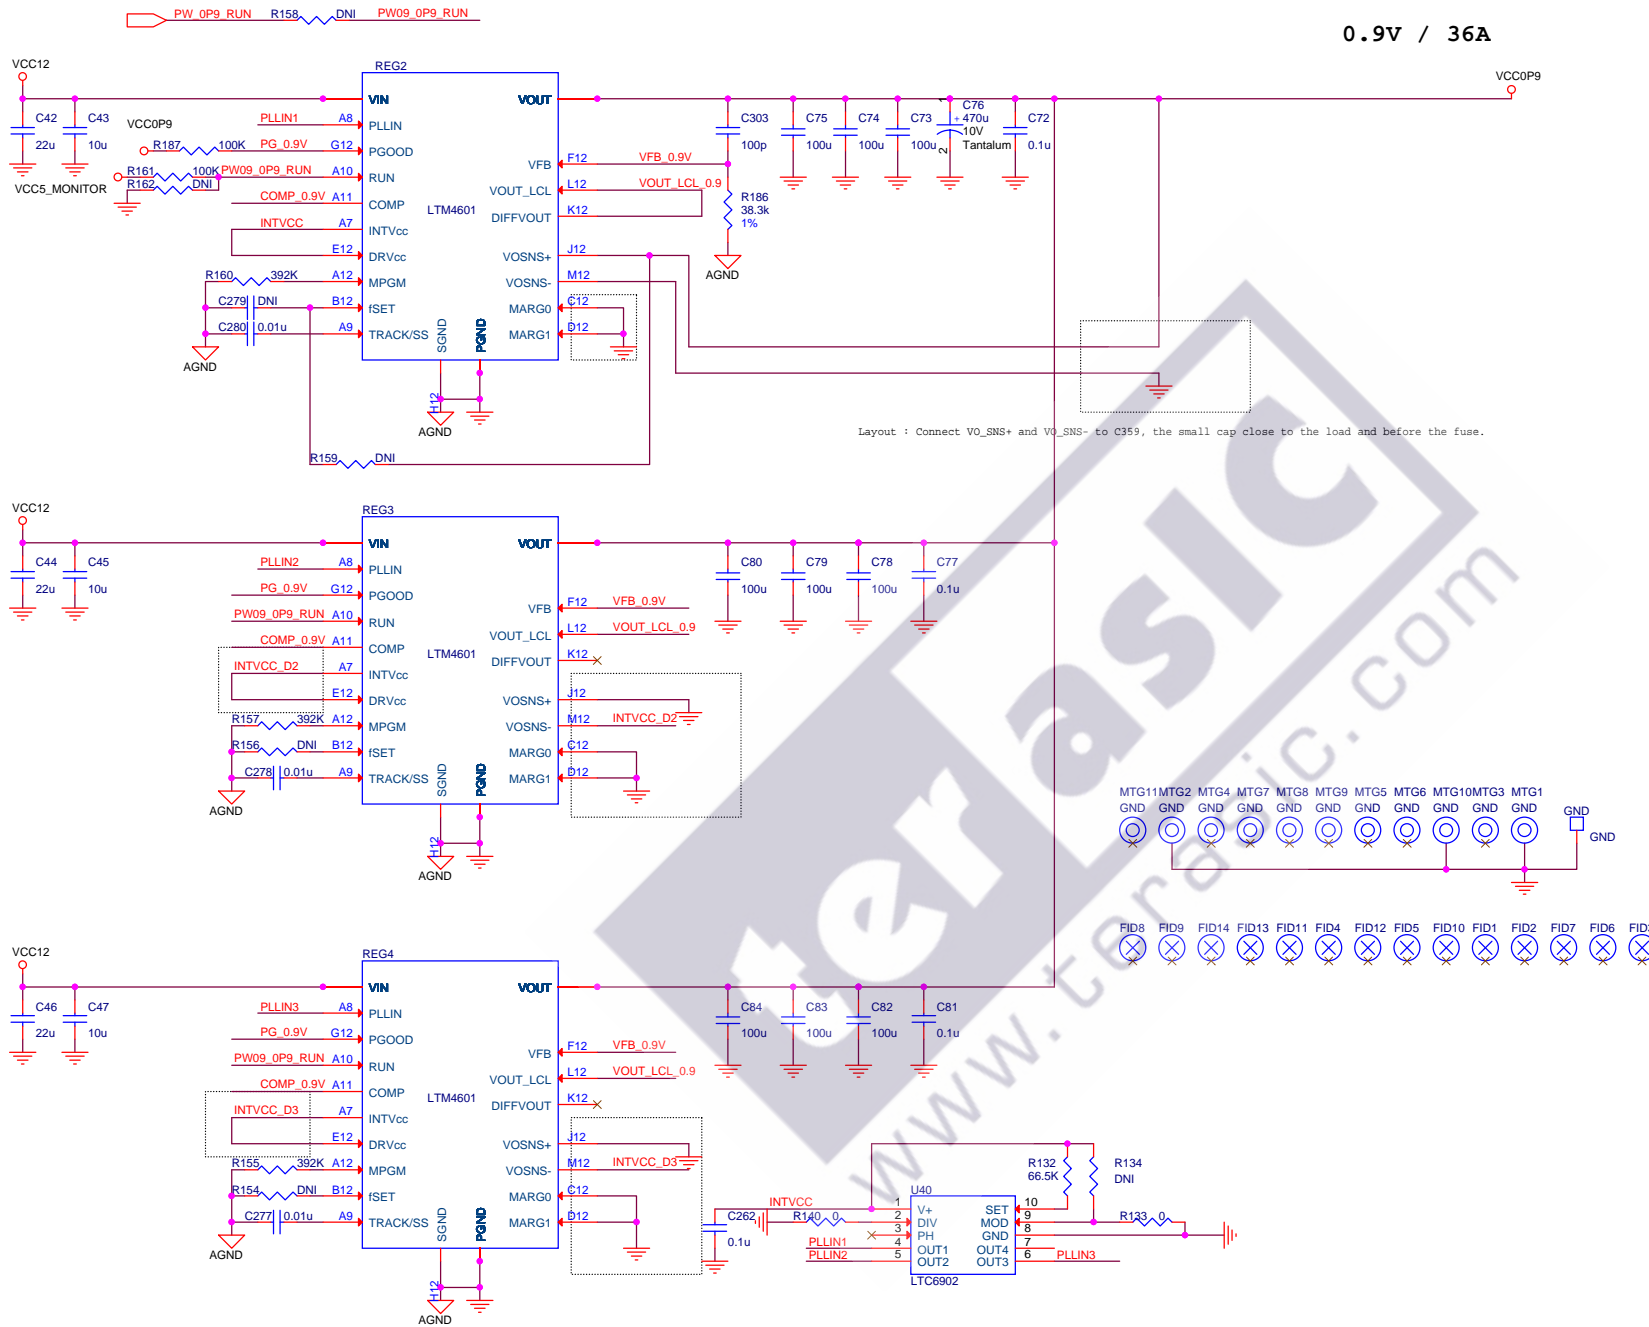 PW_0P9_RUN R158 DNI PW09_0P9_RUN
0.9V / 36A
VCC12
REG2
VCC0P9
VIN VOUT
C42 22u
C43 10u
VCC0P9
PLLIN1 A8 PLLIN
R187 100K PG_0.9V G12 PGOOD
R161 100K PW09_0P9_RUN A10 RUN
R162 DNI
VCC5_MONITOR
COMP_0.9V A11 COMP
INTVCC A7 INTVcc
E12 DRVcc
R160 392K A12 MPGM
C279 DNI B12 fSET
C280 0.01u A9 TRACK/SS
AGND
LTM4601
VFB F12 VFB_0.9V
VOUT_LCL L12 VOUT_LCL_0.9
DIFFVOUT K12
VOSNS+ J12
VOSNS- M12
MARG0 C12
MARG1 D12
SGND PGND
H12
AGND
R159 DNI
C303 100p
C75 100u
C74 100u
C73 100u
1 C76 + 470u 10V Tantalum 2
C72 0.1u
R186 38.3k 1%
AGND
Layout : Connect VO_SNS+ and VO_SNS- to C359, the small cap close to the load and before the fuse.
VCC12
REG3
VIN VOUT
C44 22u
C45 10u
PLLIN2 A8 PLLIN
PG_0.9V G12 PGOOD
PW09_0P9_RUN A10 RUN
COMP_0.9V A11 COMP
INTVCC_D2 A7 INTVcc
E12 DRVcc
R157 392K A12 MPGM
R156 DNI B12 fSET
C278 0.01u A9 TRACK/SS
AGND
LTM4601
VFB F12 VFB_0.9V
VOUT_LCL L12 VOUT_LCL_0.9
DIFFVOUT K12
VOSNS+ J12
VOSNS- M12 INTVCC_D2
MARG0 C12
MARG1 D12
SGND PGND
H12
AGND
C80 100u
C79 100u
C78 100u
C77 0.1u
MTG11 MTG2 MTG4 MTG7 MTG8 MTG9 MTG5 MTG6 MTG10 MTG3 MTG1
GND GND GND GND GND GND GND GND GND GND GND
GND
GND
FID8 FID9 FID14 FID13 FID11 FID4 FID12 FID5 FID10 FID1 FID2 FID7 FID6
VCC12
REG4
VIN VOUT
C46 22u
C47 10u
PLLIN3 A8 PLLIN
PG_0.9V G12 PGOOD
PW09_0P9_RUN A10 RUN
COMP_0.9V A11 COMP
INTVCC_D3 A7 INTVcc
E12 DRVcc
R155 392K A12 MPGM
R154 DNI B12 fSET
C277 0.01u A9 TRACK/SS
AGND
LTM4601
VFB F12 VFB_0.9V
VOUT_LCL L12 VOUT_LCL_0.9
DIFFVOUT K12
VOSNS+ J12
VOSNS- M12 INTVCC_D3
MARG0 C12
MARG1 D12
SGND PGND
H12
AGND
C84 100u
C83 100u
C82 100u
C81 0.1u
R132 66.5K
R134 DNI
U40
INTVCC 1 V+
C262 0.1u
R140 0 2 DIV
3 PH
PLLIN1 4 OUT1
PLLIN2 5 OUT2
SET 10
MOD 9 R133 0
GND 8
OUT4 7
OUT3 6 PLLIN3
LTC6902
terasic
www.terasic.com